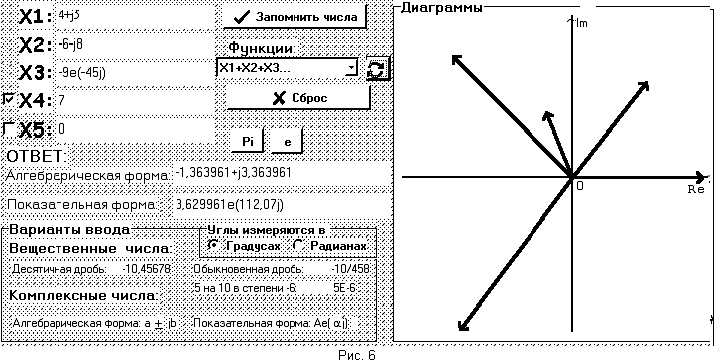 X1: 4+j5
Запомнить числа
X2: -6-j8
Функции:
X3: -9e(-45j)
X1+X2+X3...
X4: 7
Сброс
X5: 0
Pi e
ОТВЕТ:
Алгебраическая форма: -1,363961+j3,363961
Показательная форма: 3,629961e(112,07j)
Варианты ввода
Углы измеряются в
Градусах Радианах
Вещественные числа:
Десятичная дробь: -10,45678 Обыкновенная дробь: -10/458
5 на 10 в степени -6: 5E-6
Комплексные числа:
Алгебраическая форма: a ± jb Показательная форма: Ae( αj)
Диаграммы
Im
0
Re
Рис. 6